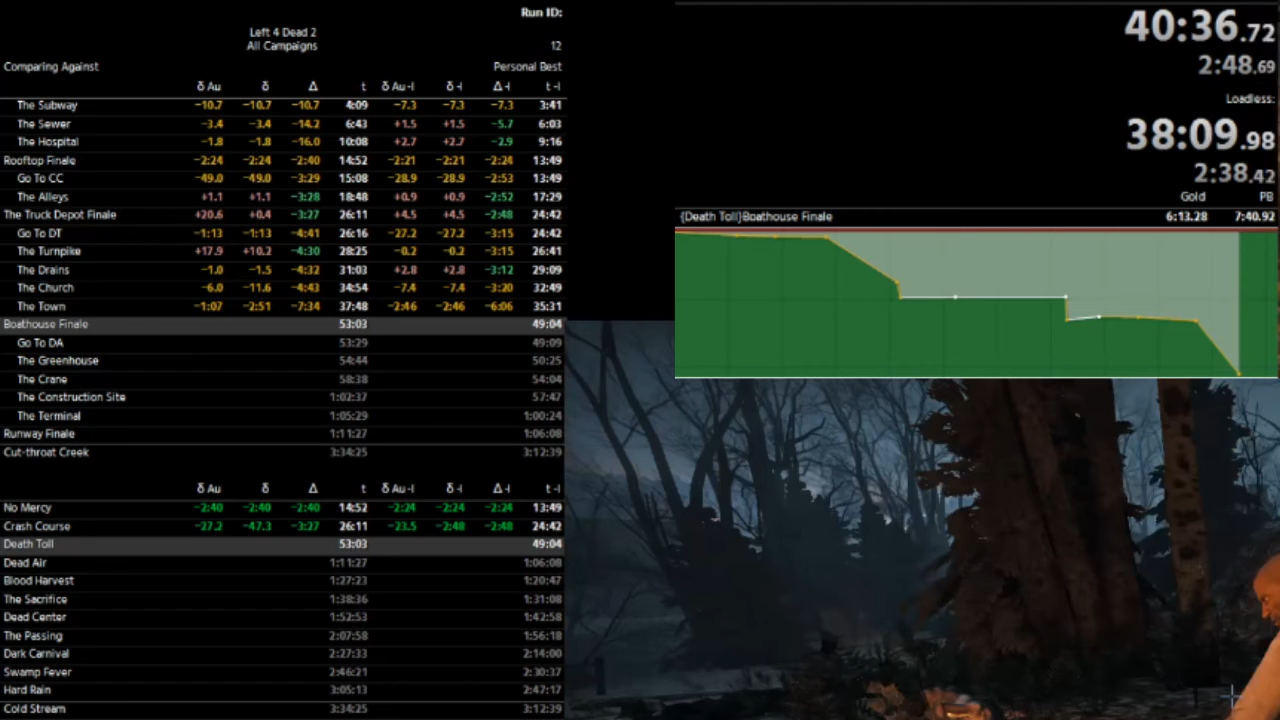 Run ID:
Left 4 Dead 2
All Campaigns
12
Comparing Against Personal Best
δ Au δ Δ t δ Au -l δ -l Δ -l t -l
The Subway −10.7 −10.7 −10.7 4:09 −7.3 −7.3 −7.3 3:41
The Sewer −3.4 −3.4 −14.2 6:43 +1.5 +1.5 −5.7 6:03
The Hospital −1.8 −1.8 −16.0 10:08 +2.7 +2.7 −2.9 9:16
Rooftop Finale −2:24 −2:24 −2:40 14:52 −2:21 −2:21 −2:24 13:49
Go To CC −49.0 −49.0 −3:29 15:08 −28.9 −28.9 −2:53 13:49
The Alleys +1.1 +1.1 −3:28 18:48 +0.9 +0.9 −2:52 17:29
The Truck Depot Finale +20.6 +0.4 −3:27 26:11 +4.5 +4.5 −2:48 24:42
Go To DT −1:13 −1:13 −4:41 26:16 −27.2 −27.2 −3:15 24:42
The Turnpike +17.9 +10.2 −4:30 28:25 −0.2 −0.2 −3:15 26:41
The Drains −1.0 −1.5 −4:32 31:03 +2.8 +2.8 −3:12 29:09
The Church −6.0 −11.6 −4:43 34:54 −7.4 −7.4 −3:20 32:49
The Town −1:07 −2:51 −7:34 37:48 −2:46 −2:46 −6:06 35:31
Boathouse Finale 53:03 49:04
Go To DA 53:29 49:09
The Greenhouse 54:44 50:25
The Crane 58:38 54:04
The Construction Site 1:02:37 57:47
The Terminal 1:05:29 1:00:24
Runway Finale 1:11:27 1:06:08
Cut-throat Creek 3:34:25 3:12:39
δ Au δ Δ t δ Au -l δ -l Δ -l t -l
No Mercy −2:40 −2:40 −2:40 14:52 −2:24 −2:24 −2:24 13:49
Crash Course −27.2 −47.3 −3:27 26:11 −23.5 −2:48 −2:48 24:42
Death Toll 53:03 49:04
Dead Air 1:11:27 1:06:08
Blood Harvest 1:27:23 1:20:47
The Sacrifice 1:38:36 1:31:08
Dead Center 1:52:53 1:42:58
The Passing 2:07:58 1:56:18
Dark Carnival 2:27:33 2:14:00
Swamp Fever 2:46:21 2:30:37
Hard Rain 3:05:13 2:47:17
Cold Stream 3:34:25 3:12:39
40:36.72
2:48.69
Loadless:
38:09.98
2:38.42
Gold PB
{Death Toll}Boathouse Finale 6:13.28 7:40.92